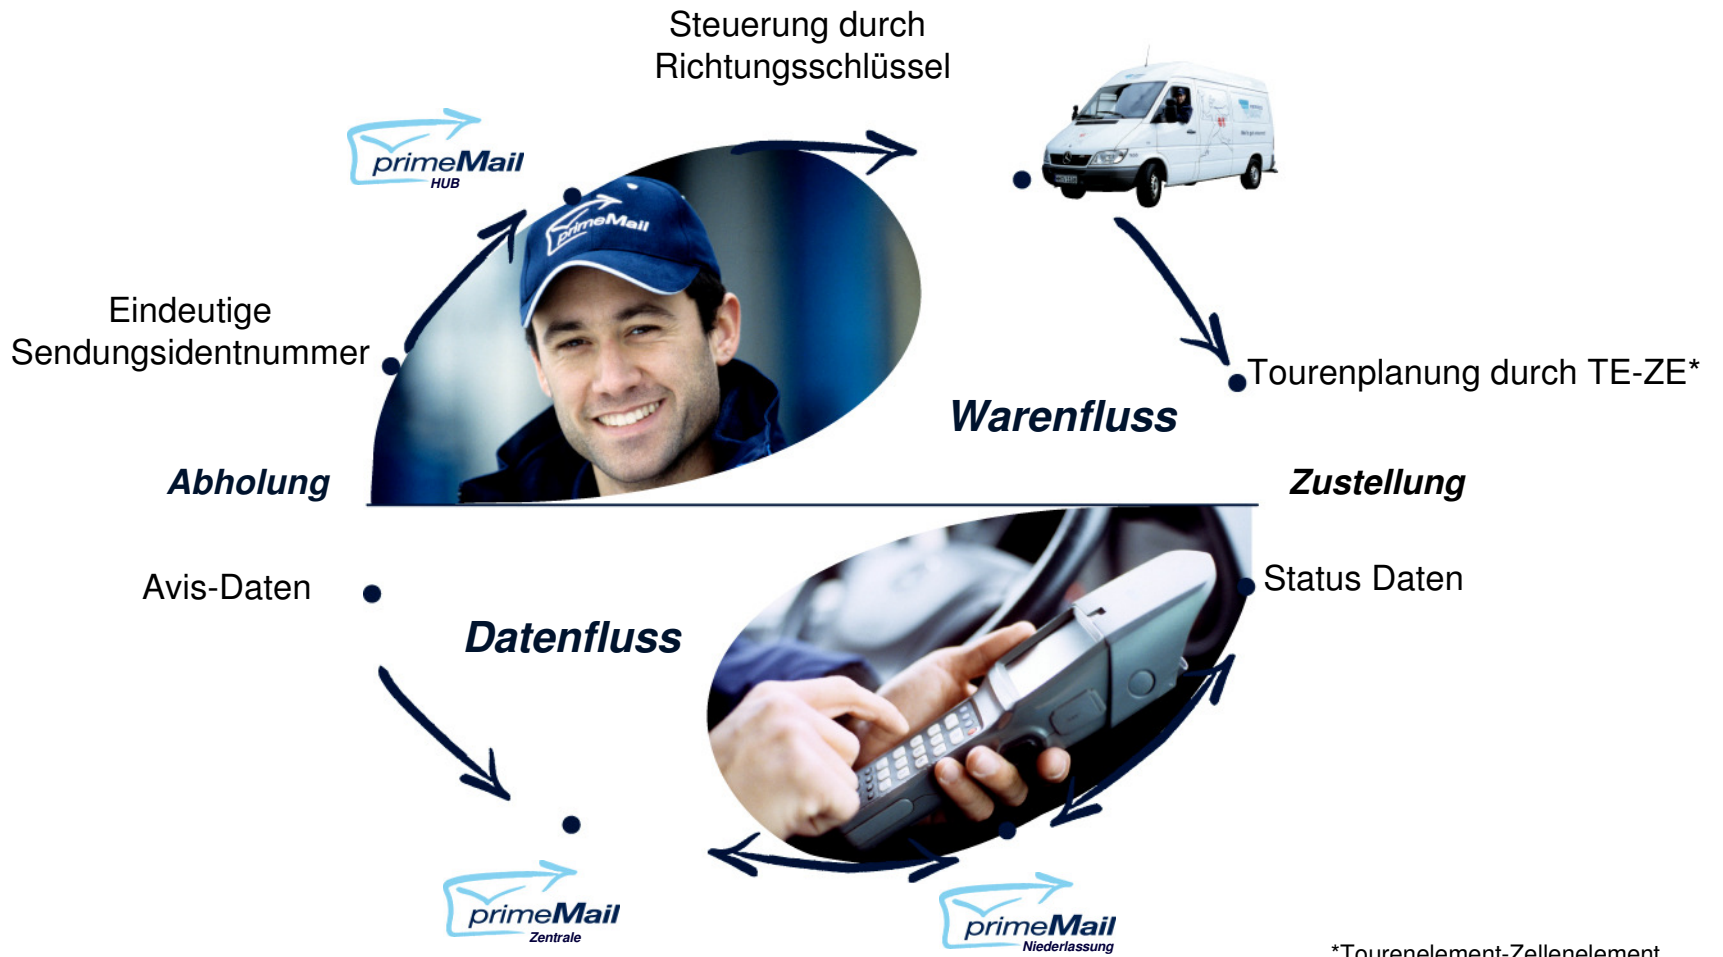 Steuerung durch
Richtungsschlüssel
primeMail
HUB
primeMail
Eindeutige
Sendungsidentnummer
Tourenplanung durch TE-ZE*
Warenfluss
Abholung
Zustellung
Avis-Daten
Status Daten
Datenfluss
primeMail
Zentrale
primeMail
Niederlassung
*Tourenelement-Zellenelement